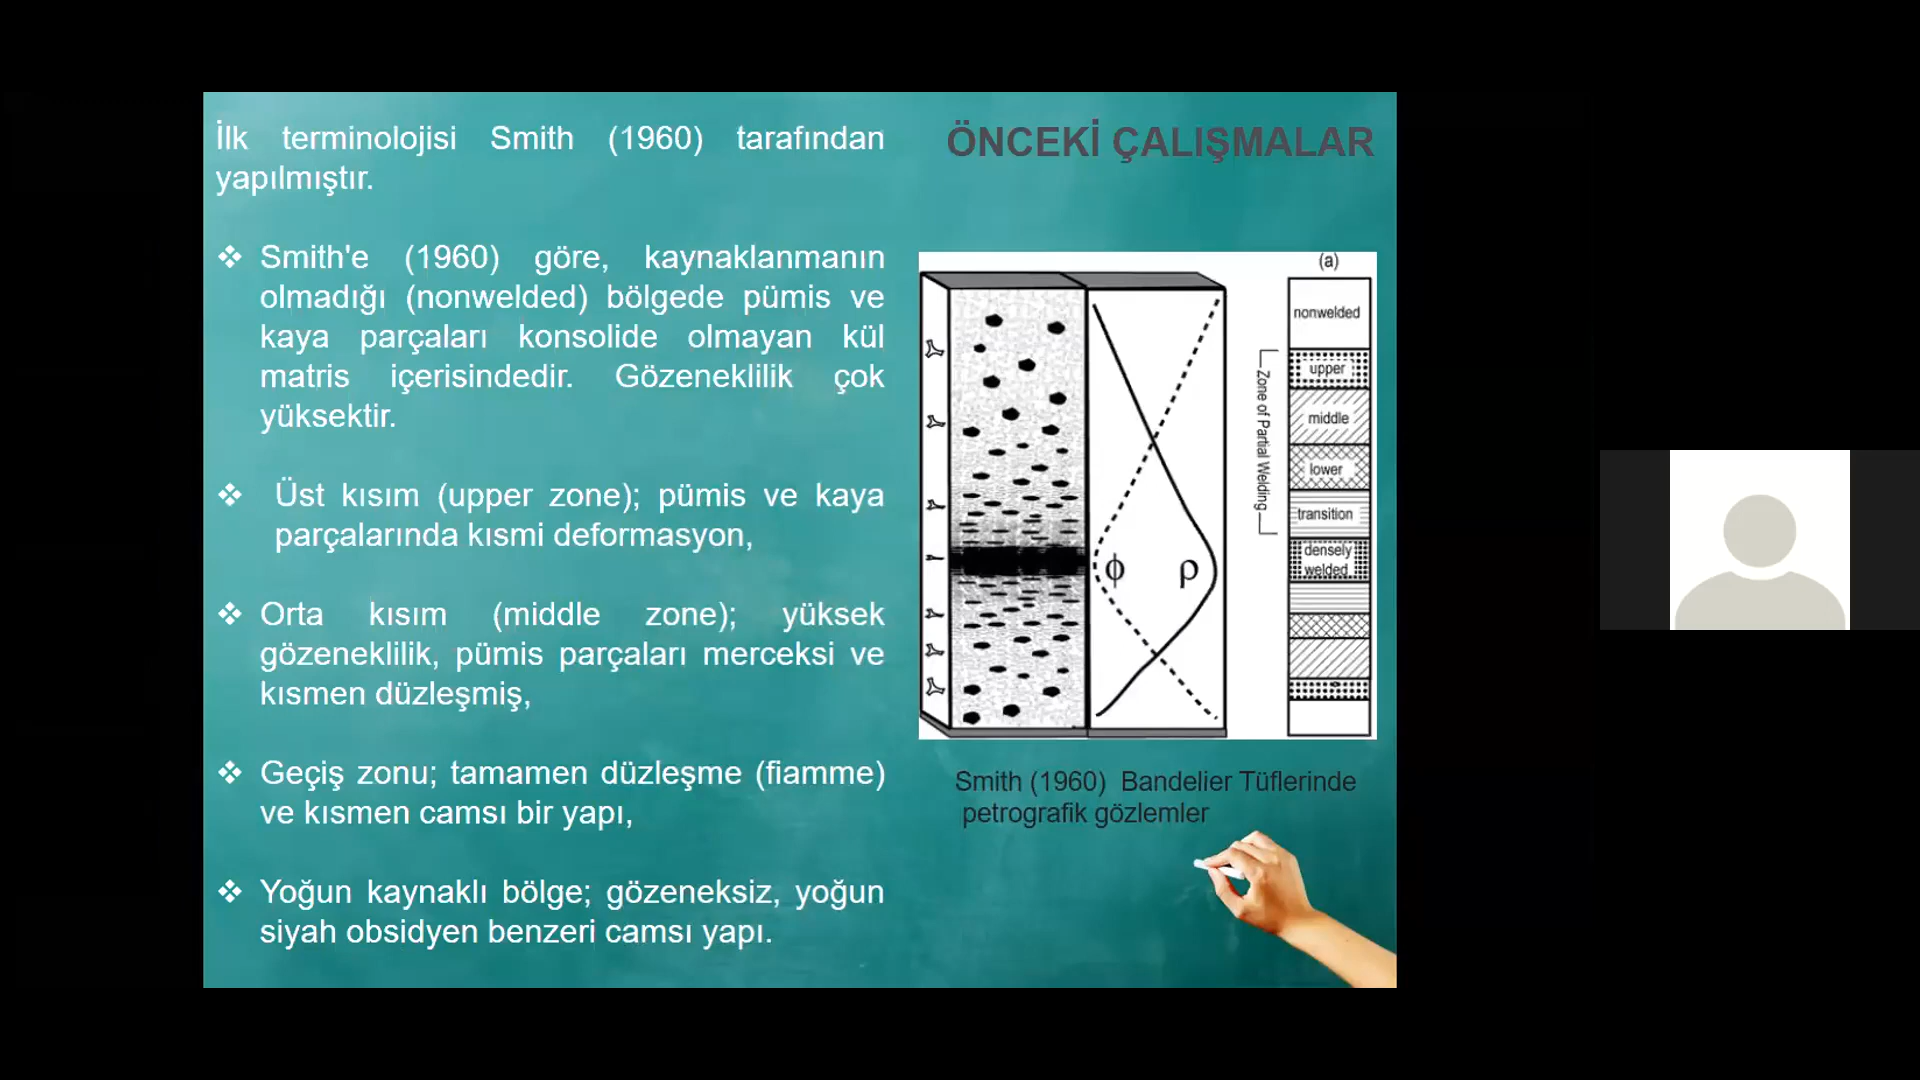 İlk terminolojisi Smith (1960) tarafından
yapılmıştır.
Smith'e (1960) göre, kaynaklanmanın
olmadığı (nonwelded) bölgede pümis ve
kaya parçaları konsolide olmayan kül
matris içerisindedir. Gözeneklilik çok
yüksektir.
Üst kısım (upper zone); pümis ve kaya
parçalarında kısmi deformasyon,
Orta kısım (middle zone); yüksek
gözeneklilik, pümis parçaları merceksi ve
kısmen düzleşmiş,
Geçiş zonu; tamamen düzleşme (fiamme)
ve kısmen camsı bir yapı,
Yoğun kaynaklı bölge; gözeneksiz, yoğun
siyah obsidyen benzeri camsı yapı.
ÖNCEKİ ÇALIŞMALAR
(a)
nonwelded
upper
middle
lower
transition
densely
welded
Zone of Partial Welding
ϕ ρ
Smith (1960) Bandelier Tüflerinde
petrografik gözlemler